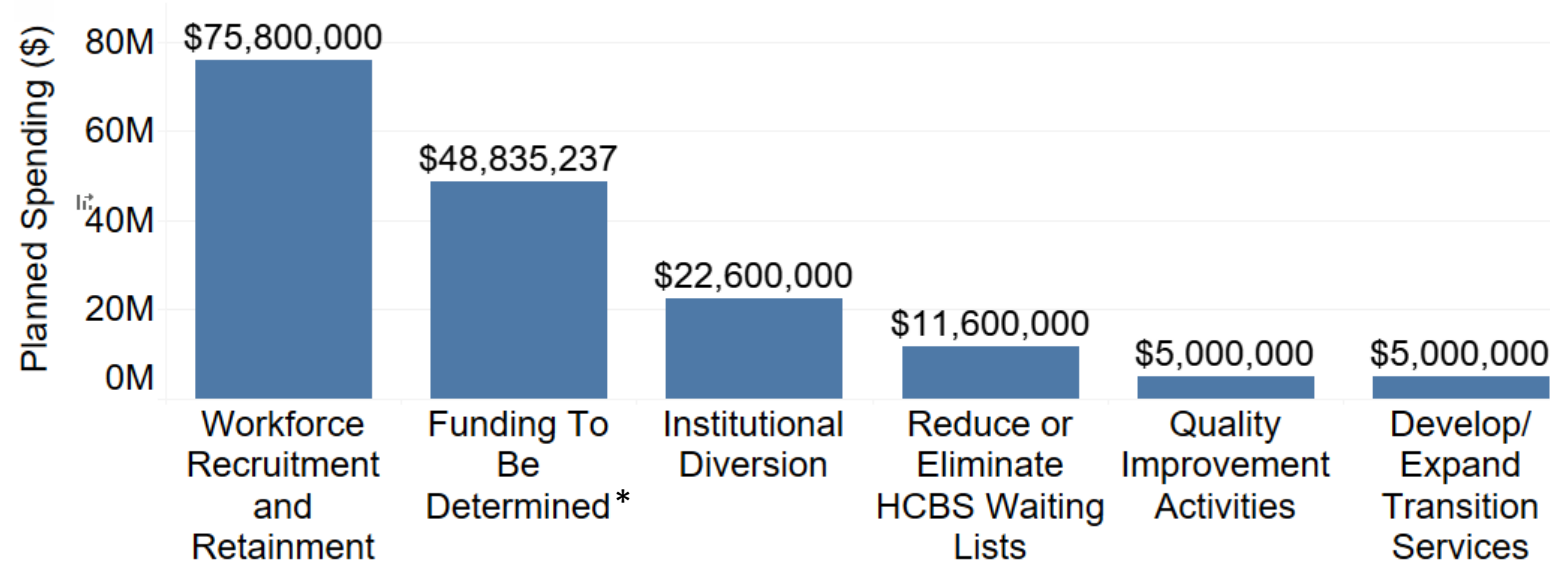 Planned Spending ($)
80M
60M
40M
20M
0M
$75,800,000
$48,835,237
$22,600,000
$11,600,000
$5,000,000
$5,000,000
Workforce
Recruitment
and
Retainment
Funding To
Be
Determined*
Institutional
Diversion
Reduce or
Eliminate
HCBS Waiting
Lists
Quality
Improvement
Activities
Develop/
Expand
Transition
Services